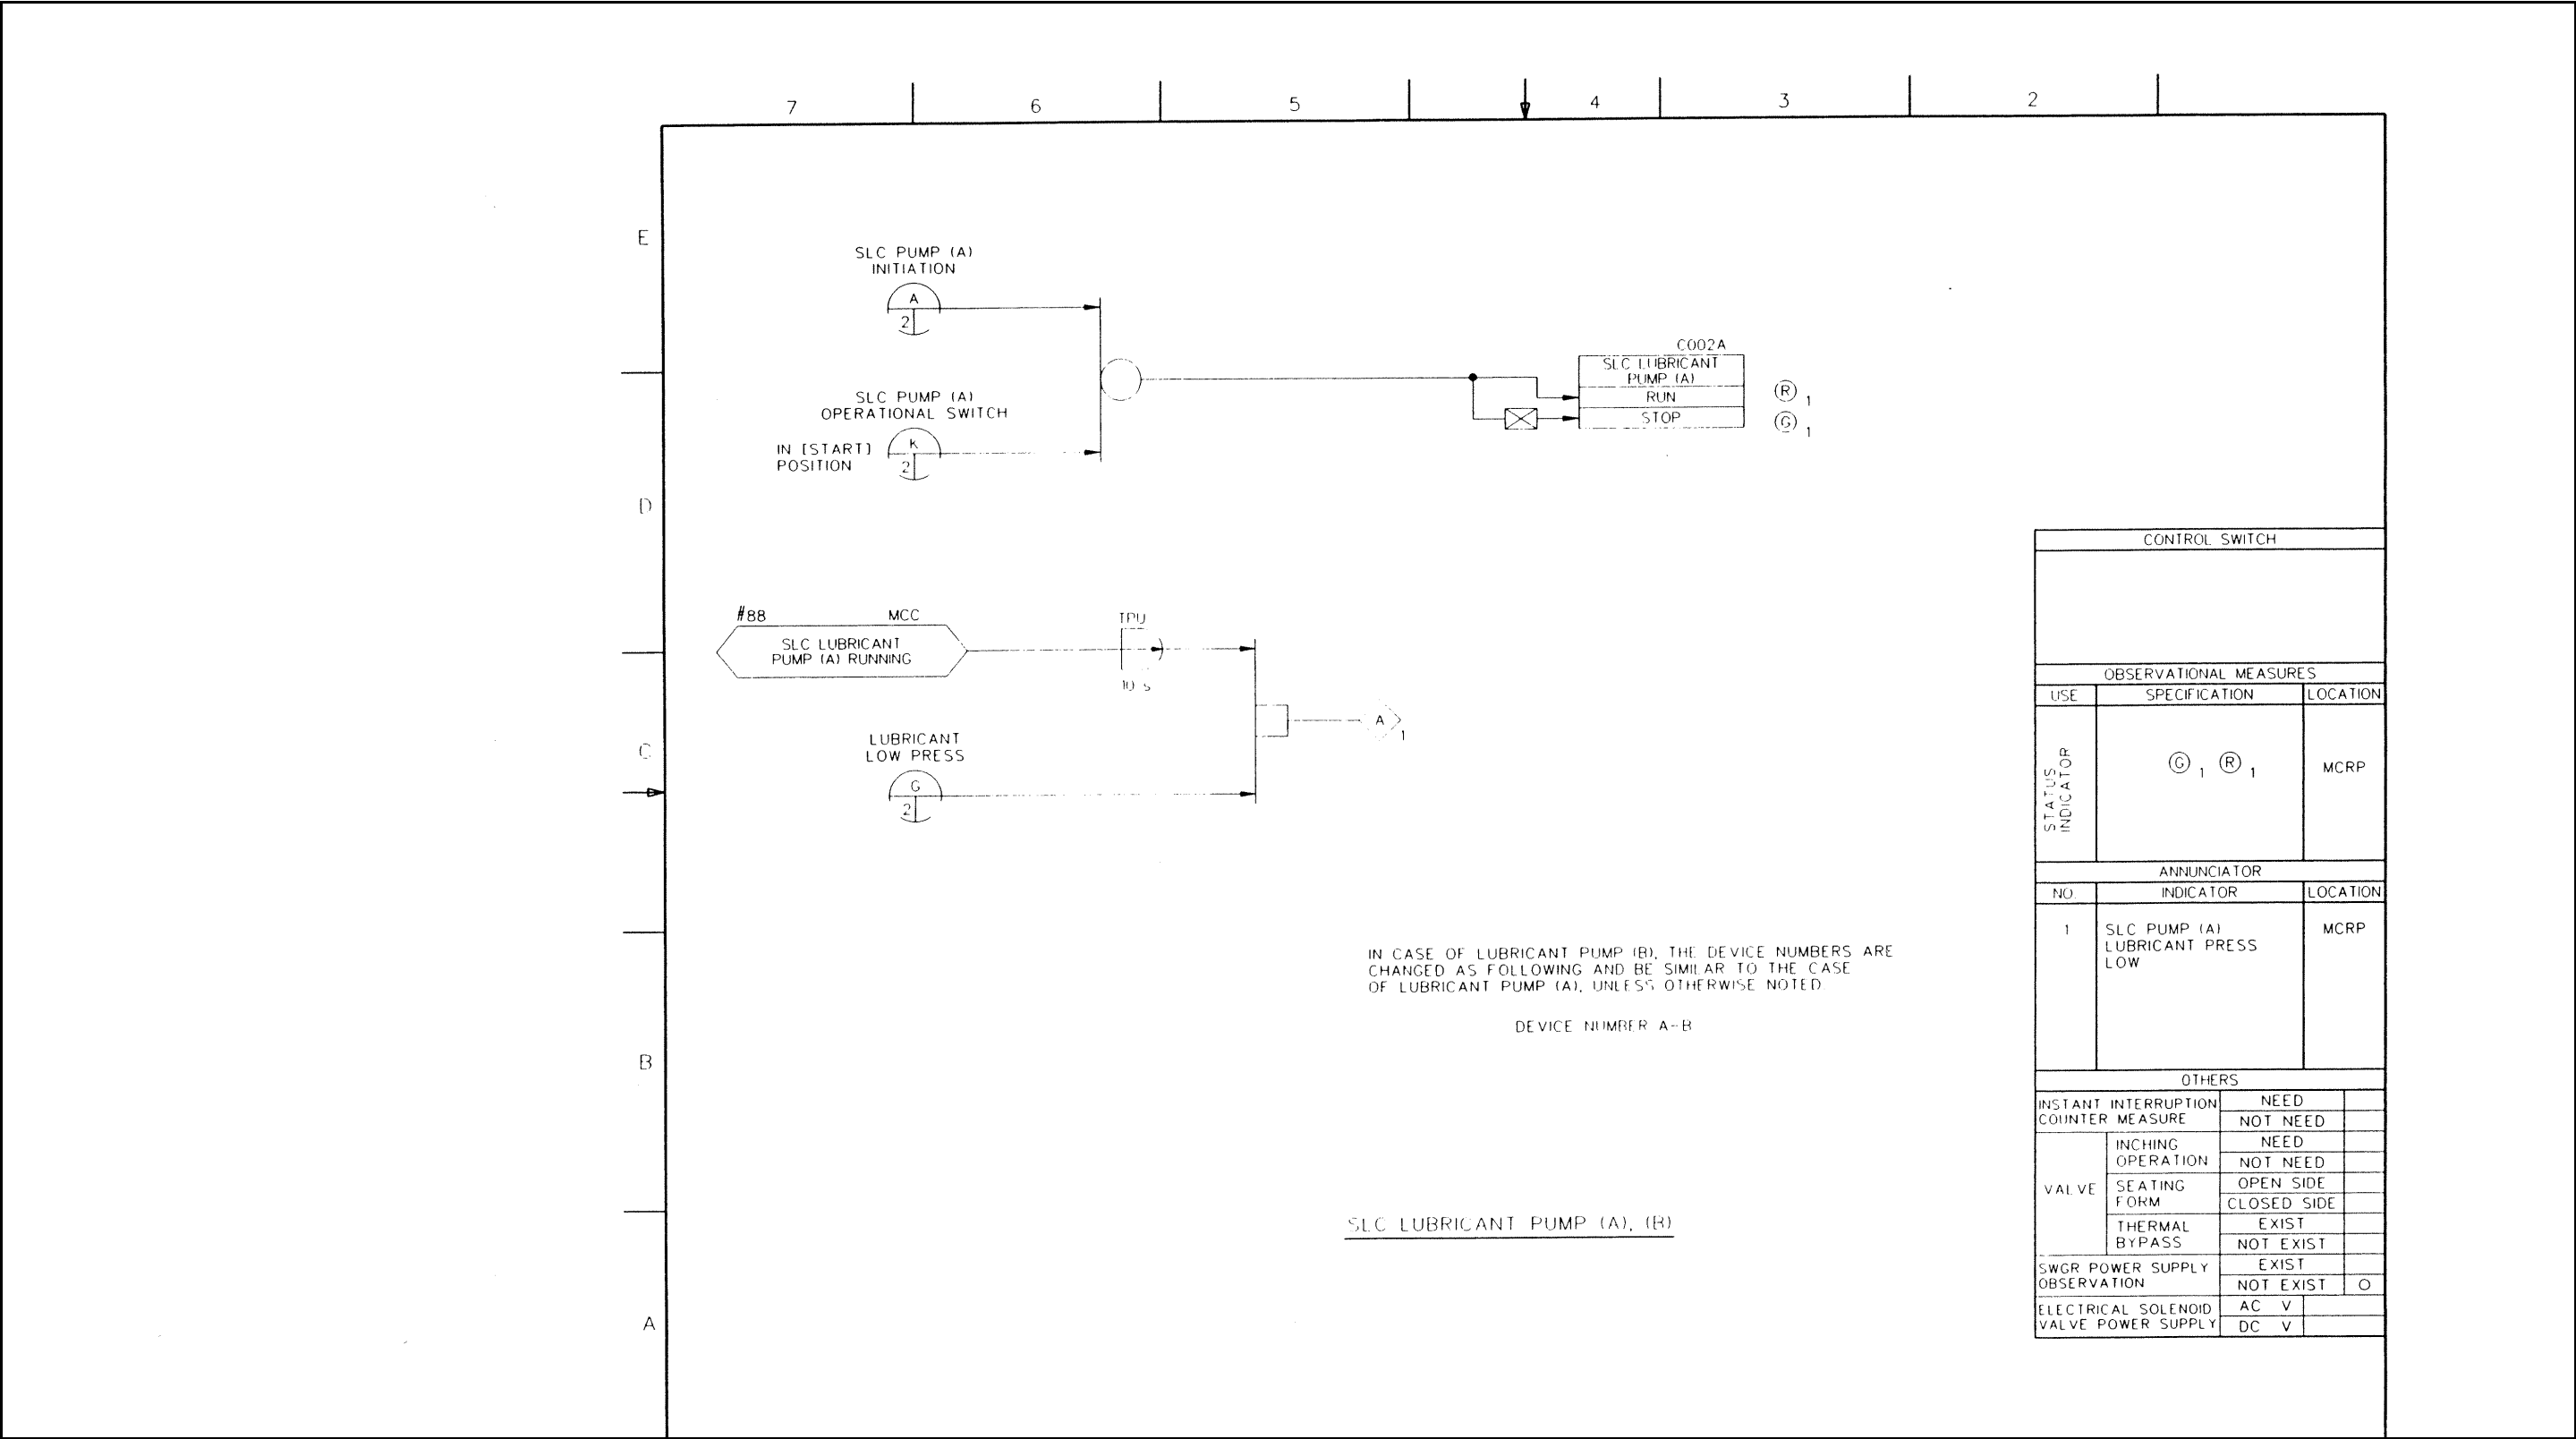 7 6 5 4 3 2
E
D
C
B
A
SLC PUMP (A)
INITIATION
A
2
SLC PUMP (A)
OPERATIONAL SWITCH
IN [START]
POSITION
K
2
C002A
SLC LUBRICANT
PUMP (A)
RUN
STOP
R 1
G 1
#88 MCC
SLC LUBRICANT
PUMP (A) RUNNING
TPU
10 S
LUBRICANT
LOW PRESS
G
2
A
1
IN CASE OF LUBRICANT PUMP (B), THE DEVICE NUMBERS ARE
CHANGED AS FOLLOWING AND BE SIMILAR TO THE CASE
OF LUBRICANT PUMP (A), UNLESS OTHERWISE NOTED.
DEVICE NUMBER A-B
SLC LUBRICANT PUMP (A), (B)
CONTROL SWITCH
OBSERVATIONAL MEASURES
USE SPECIFICATION LOCATION
STATUS
INDICATOR
G 1 R 1
MCRP
ANNUNCIATOR
NO. INDICATOR LOCATION
1 SLC PUMP (A) MCRP
LUBRICANT PRESS
LOW
OTHERS
INSTANT INTERRUPTION
COUNTER MEASURE
NEED
NOT NEED
VALVE
INCHING
OPERATION
NEED
NOT NEED
SEATING
FORM
OPEN SIDE
CLOSED SIDE
THERMAL
BYPASS
EXIST
NOT EXIST
SWGR POWER SUPPLY
OBSERVATION
EXIST
NOT EXIST O
ELECTRICAL SOLENOID
VALVE POWER SUPPLY
AC V
DC V